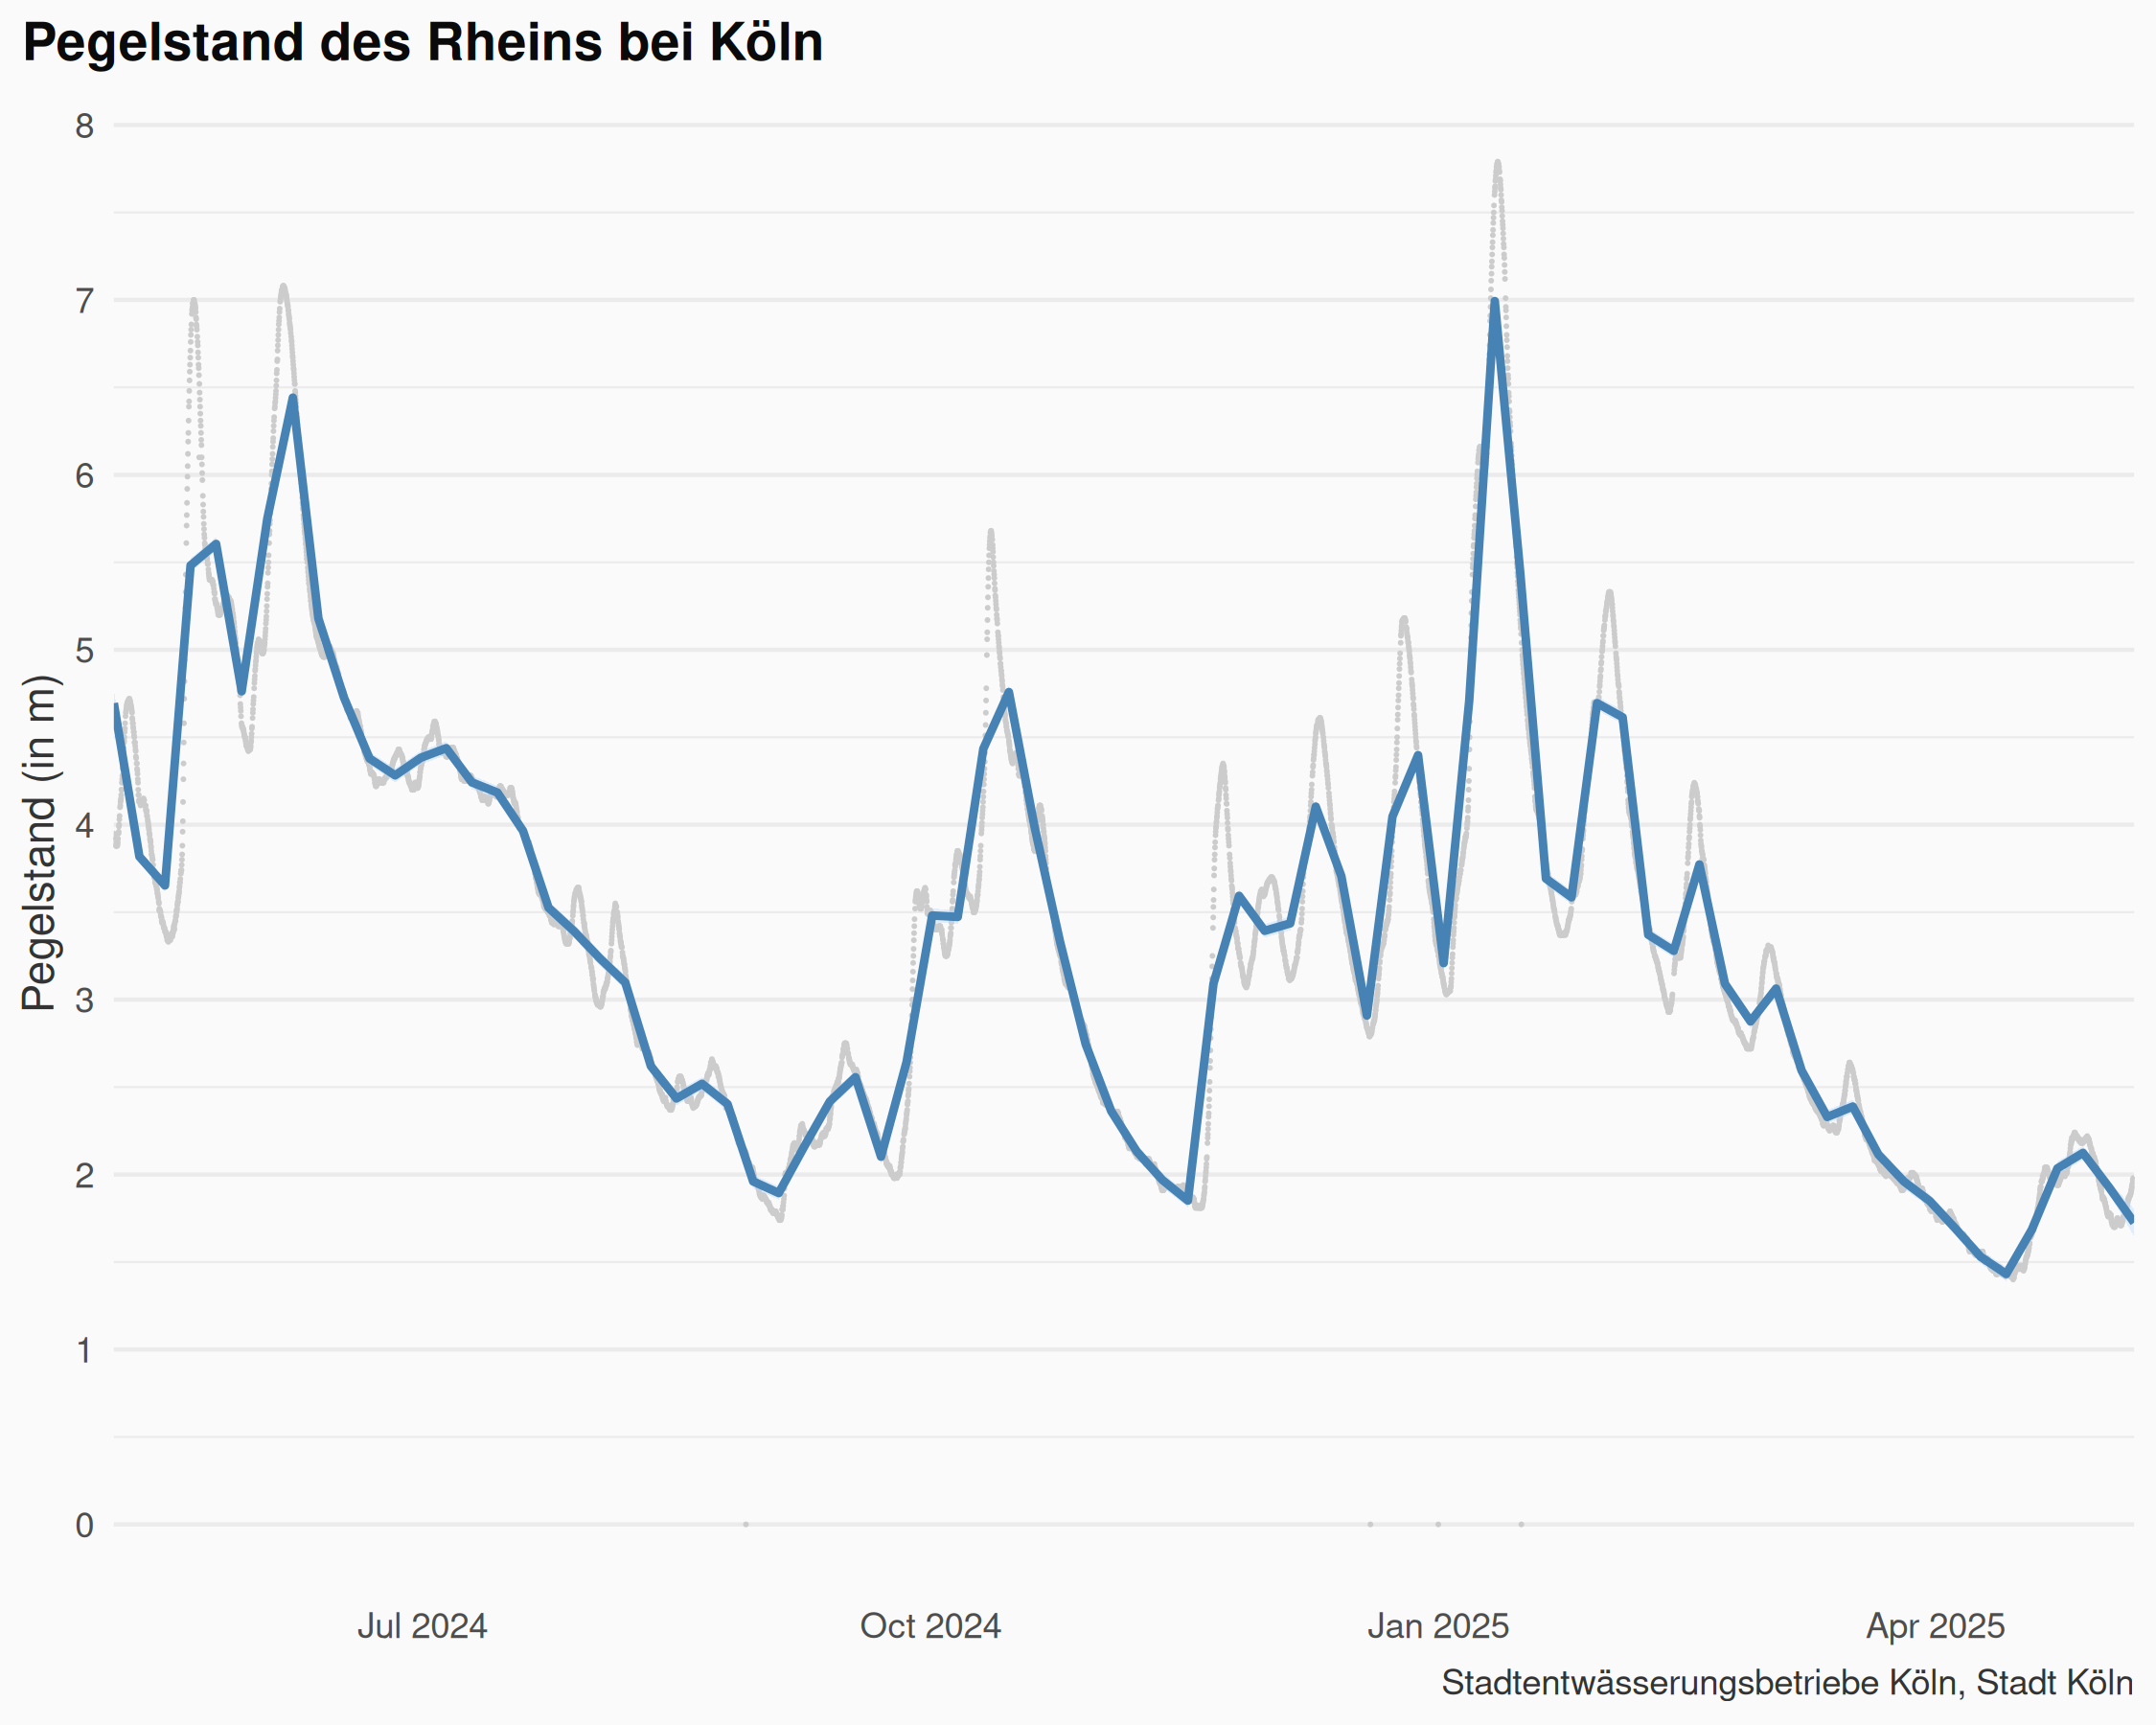 Pegelstand des Rheins bei Köln
Pegelstand (in m)
8
7
6
5
4
3
2
1
0
Jul 2024
Oct 2024
Jan 2025
Apr 2025
Stadtentwässerungsbetriebe Köln, Stadt Köln